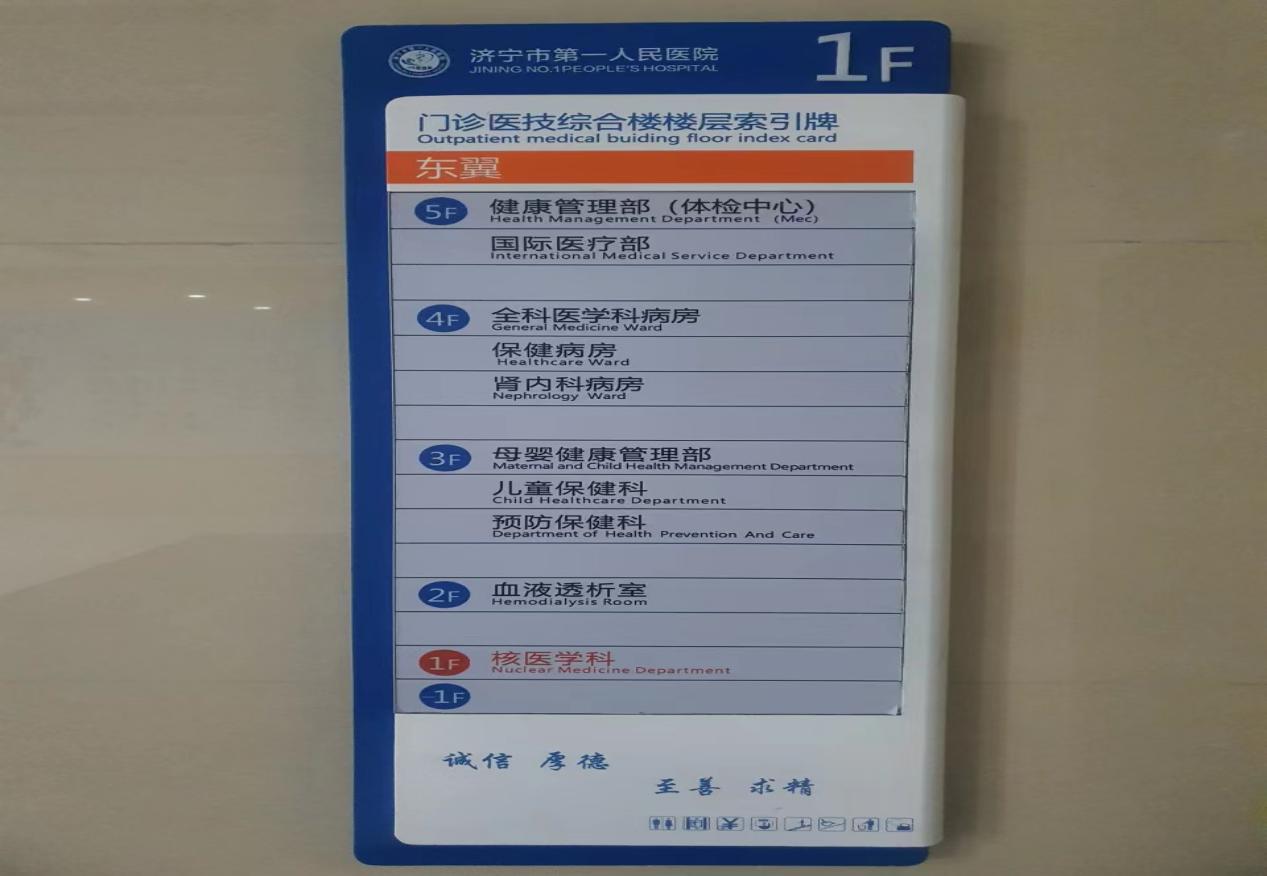 济宁市第一人民医院
JINING NO.1PEOPLE'S HOSPITAL
1F
门诊医技综合楼楼层索引牌
Outpatient medical buiding floor index card
东翼
5F 健康管理部（体检中心）
Health Management Department (Mec)
国际医疗部
International Medical Service Department
4F 全科医学科病房
General Medicine Ward
保健病房
Healthcare Ward
肾内科病房
Nephrology Ward
3F 母婴健康管理部
Maternal and Child Health Management Department
儿童保健科
Child Healthcare Department
预防保健科
Department of Health Prevention And Care
2F 血液透析室
Hemodialysis Room
1F 核医学科
Nuclear Medicine Department
-1F
诚信 厚德
至善 求精